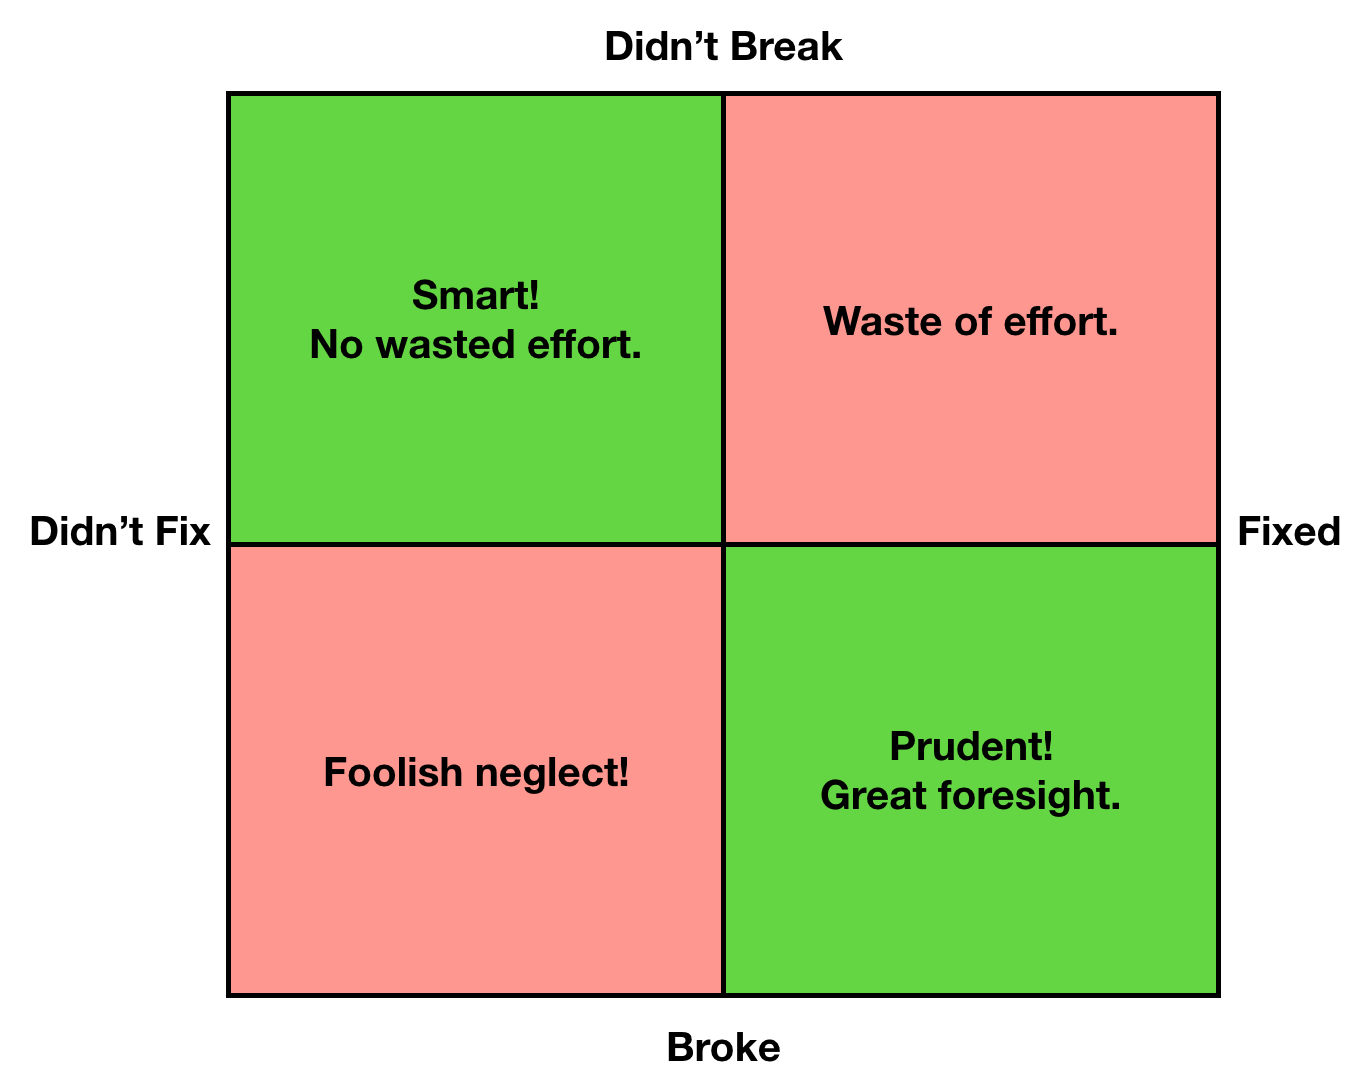 Didn’t Break
Smart!
No wasted effort.
Waste of effort.
Didn’t Fix
Fixed
Foolish neglect!
Prudent!
Great foresight.
Broke